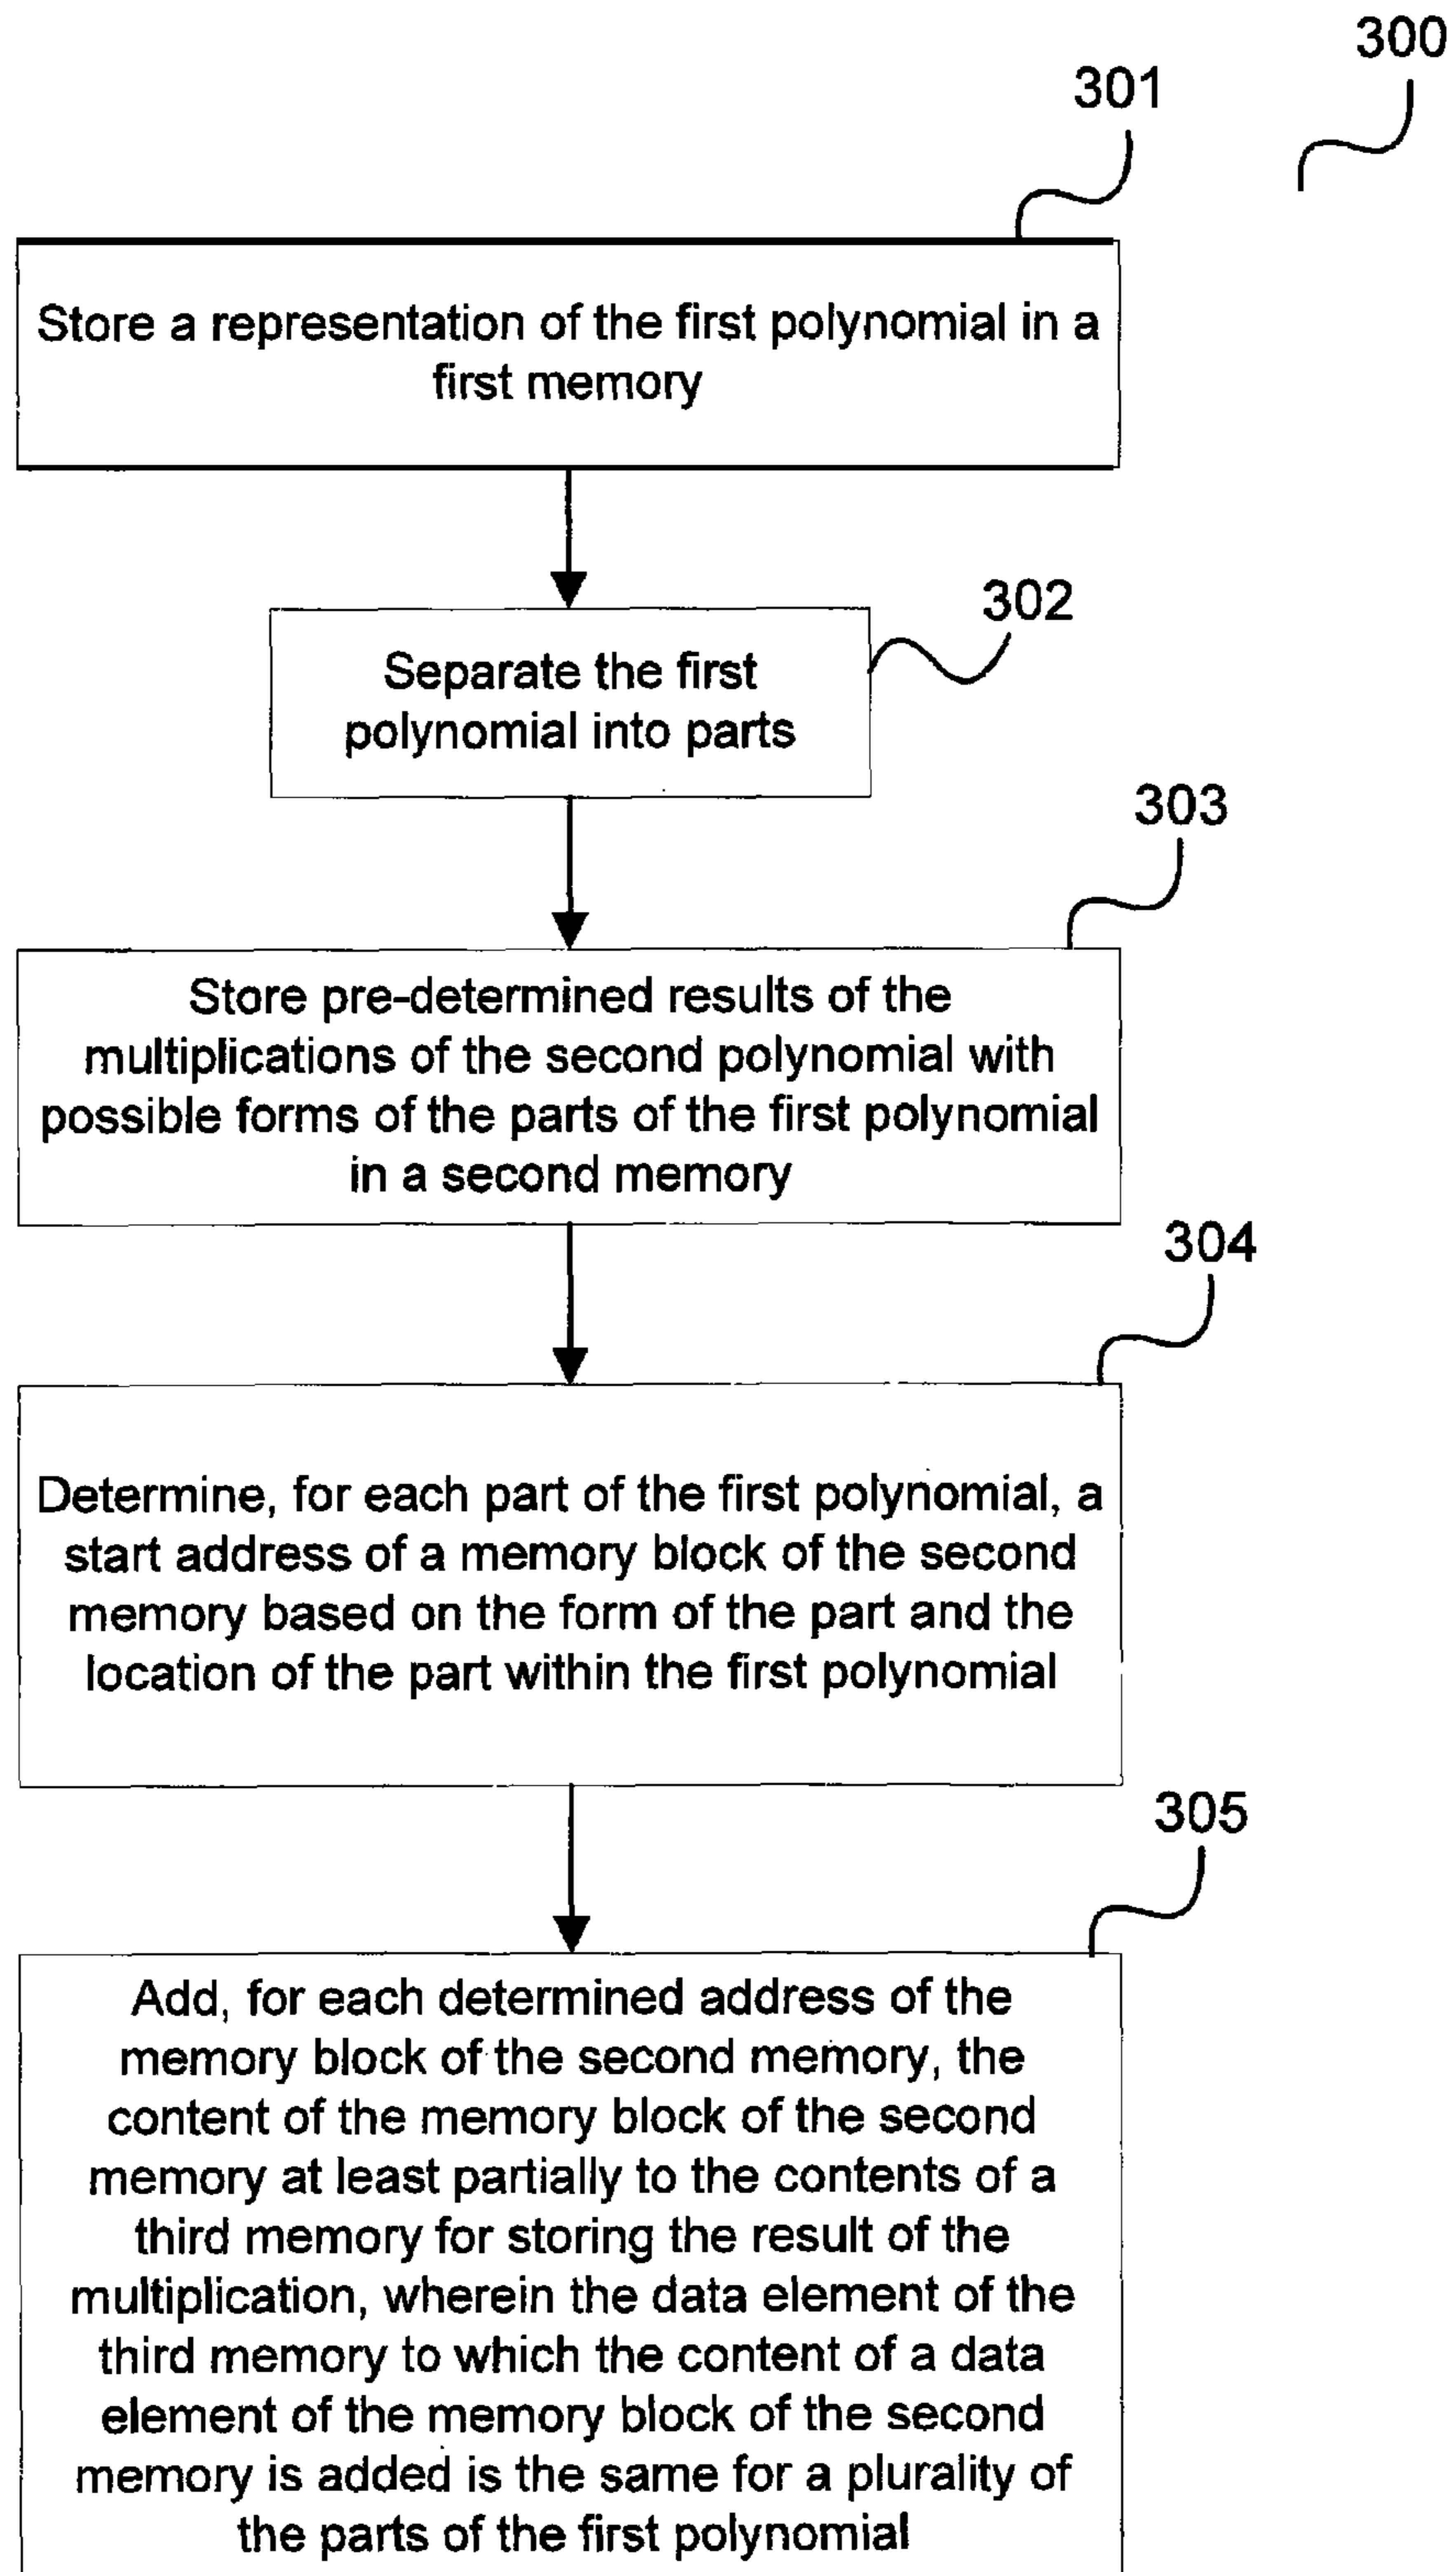 300
301
Store a representation of the first polynomial in a
first memory
302
Separate the first
polynomial into parts
303
Store pre-determined results of the
multiplications of the second polynomial with
possible forms of the parts of the first polynomial
in a second memory
304
Determine, for each part of the first polynomial, a
start address of a memory block of the second
memory based on the form of the part and the
location of the part within the first polynomial
305
Add, for each determined address of the
memory block of the second memory, the
content of the memory block of the second
memory at least partially to the contents of a
third memory for storing the result of the
multiplication, wherein the data element of the
third memory to which the content of a data
element of the memory block of the second
memory is added is the same for a plurality of
the parts of the first polynomial